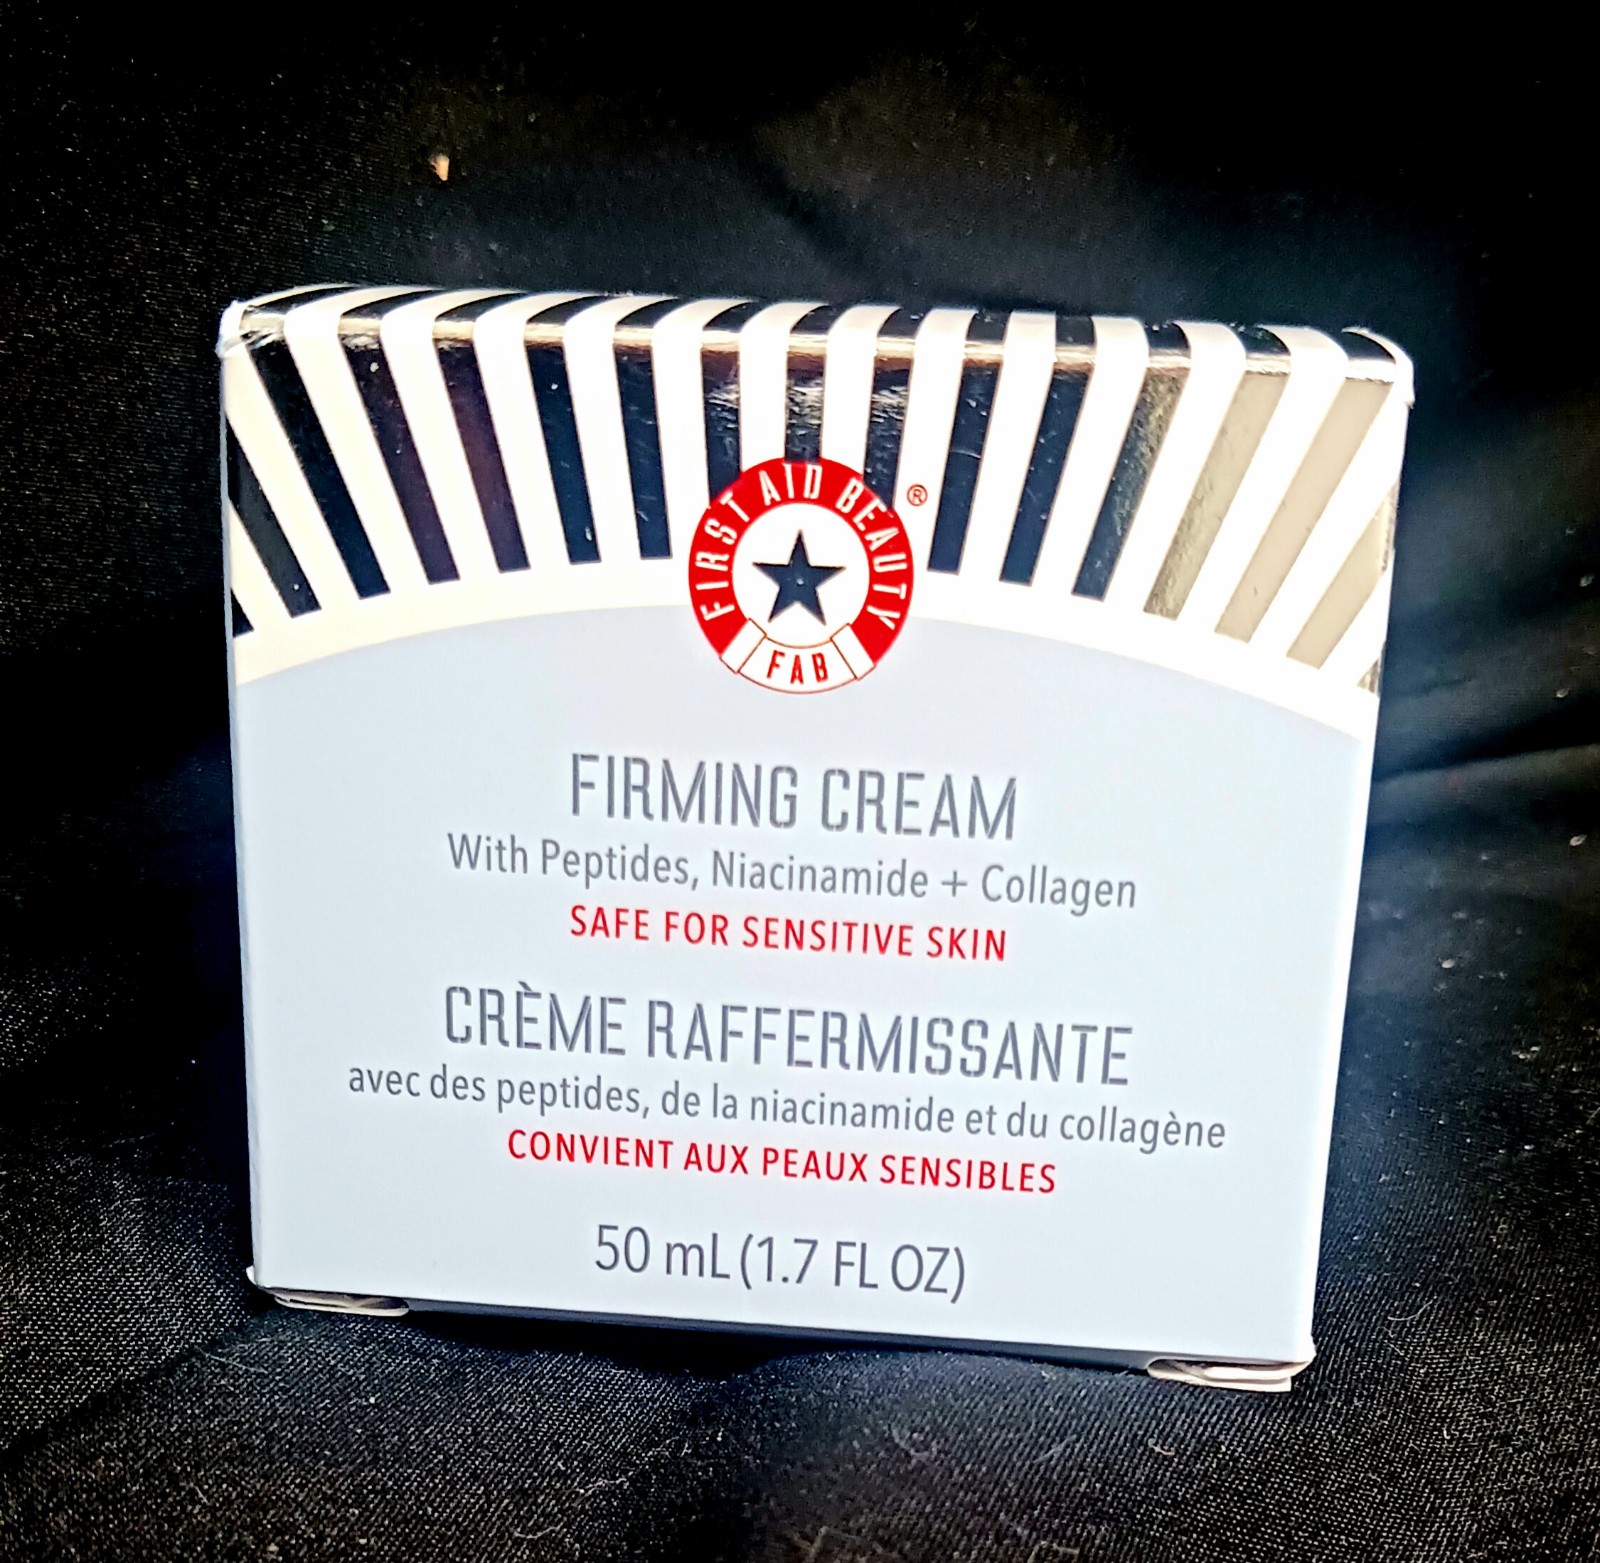 FIRST AID BEAUTY
®
FAB
FIRMING CREAM
With Peptides, Niacinamide + Collagen
SAFE FOR SENSITIVE SKIN
CRÈME RAFFERMISSANTE
avec des peptides, de la niacinamide et du collagène
CONVIENT AUX PEAUX SENSIBLES
50 mL (1.7 FL OZ)